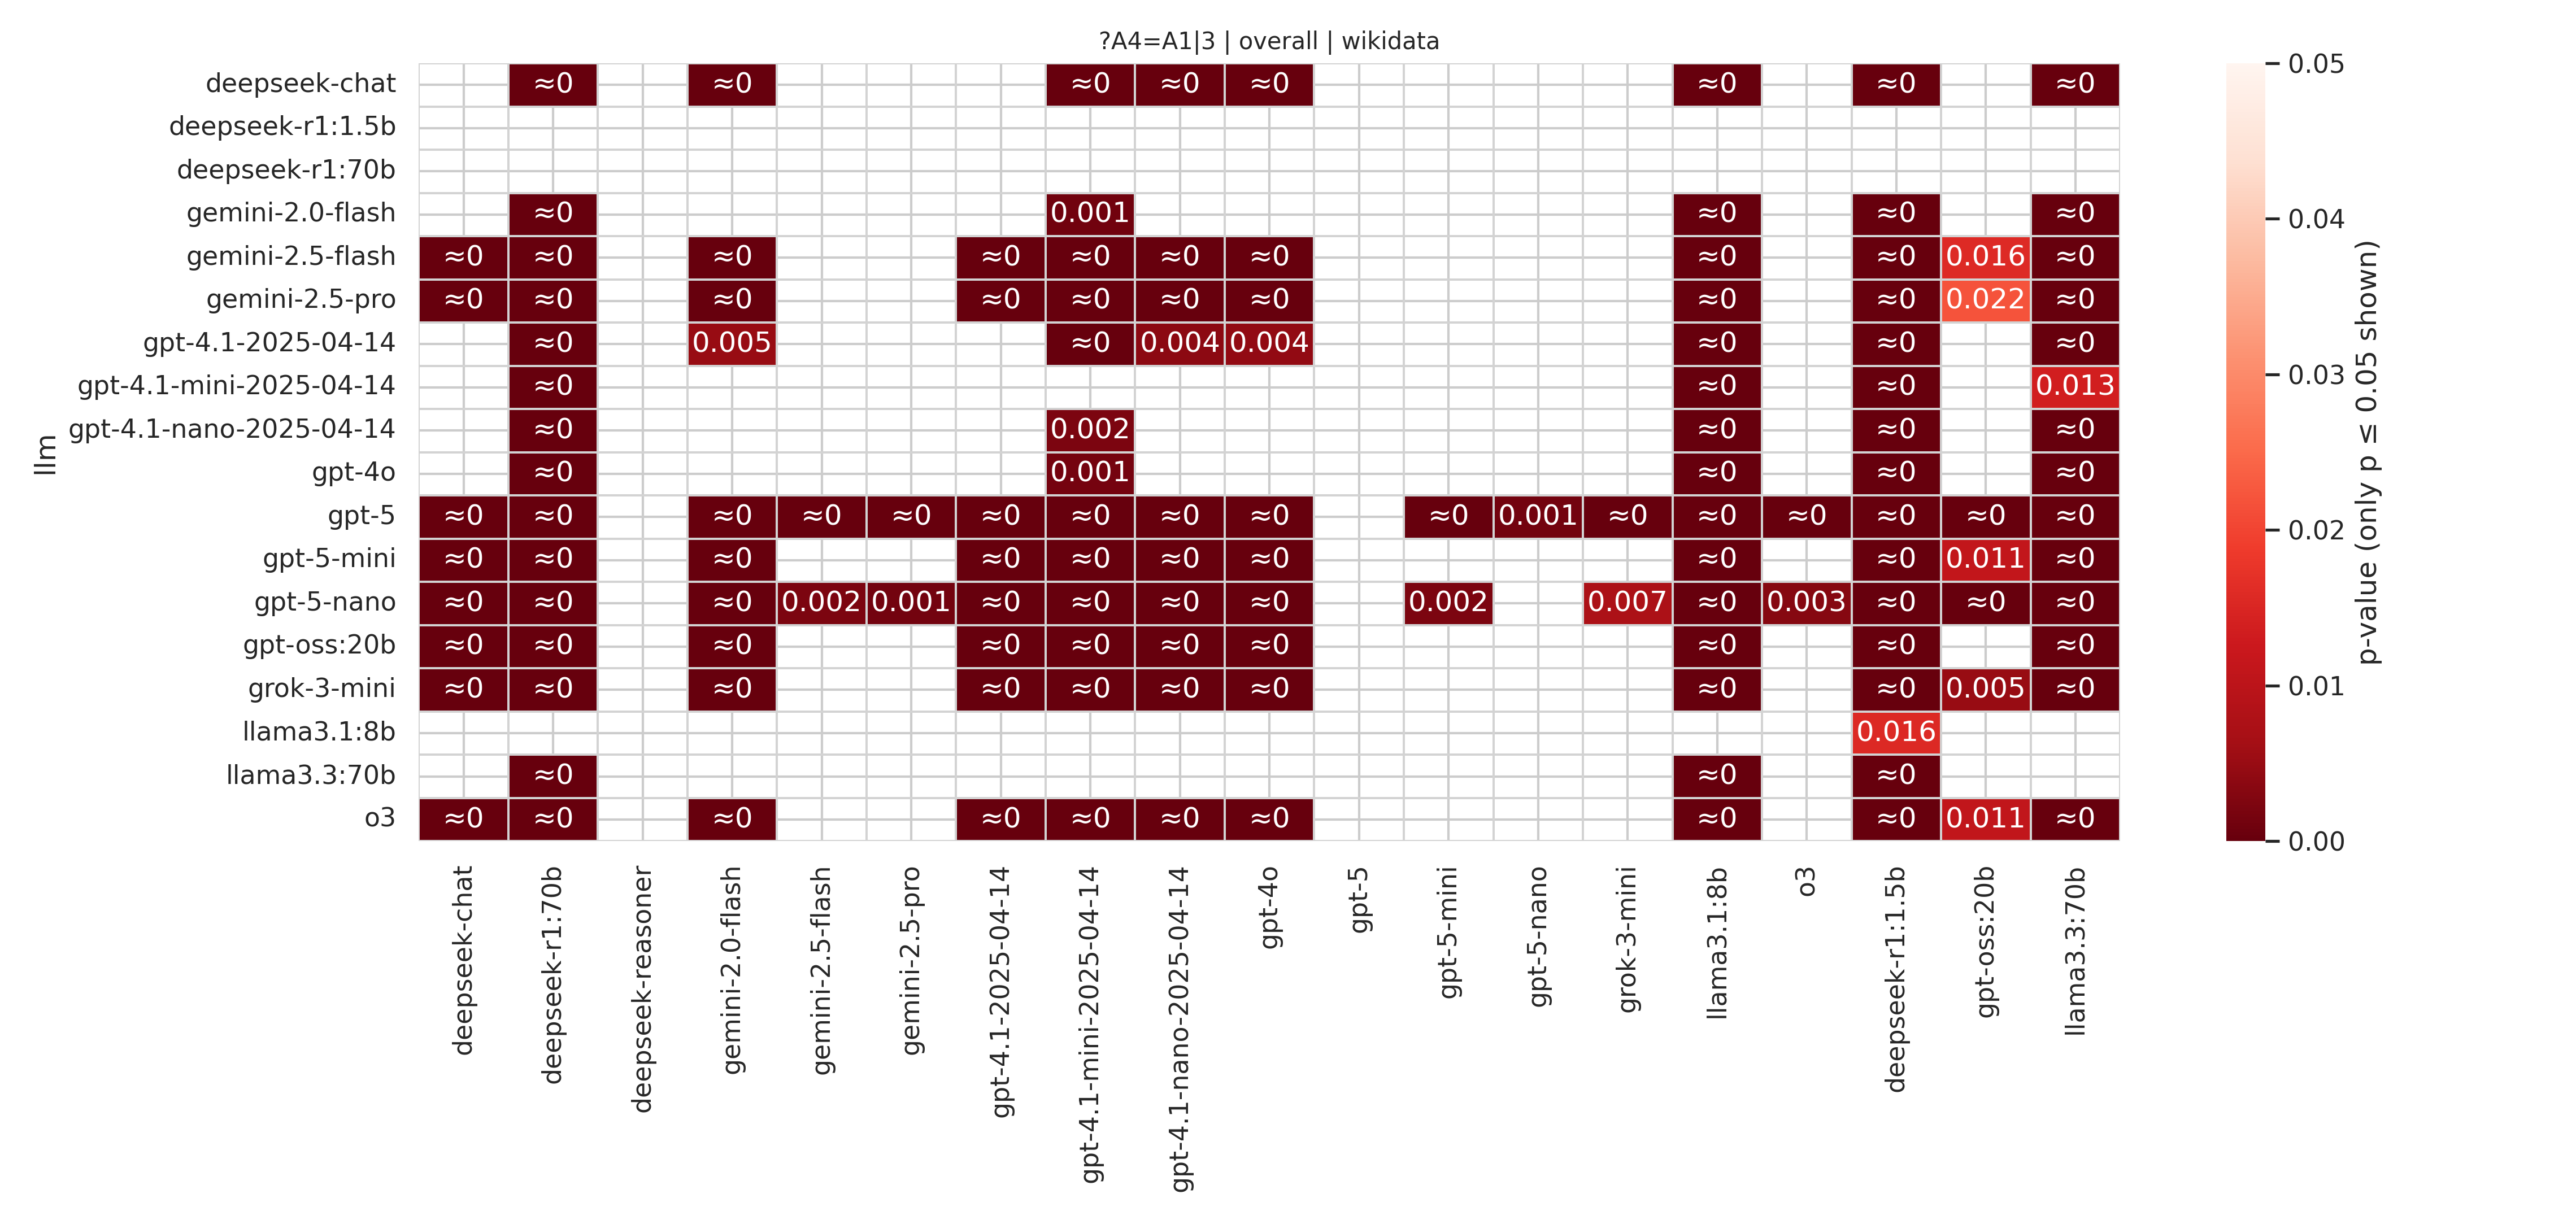 ?A4=A1|3 | overall | wikidata
deepseek-chat ≈0 ≈0 ≈0 ≈0 ≈0 ≈0 ≈0 ≈0
deepseek-r1:1.5b
deepseek-r1:70b
gemini-2.0-flash ≈0 0.001 ≈0 ≈0 ≈0
gemini-2.5-flash ≈0 ≈0 ≈0 ≈0 ≈0 ≈0 ≈0 ≈0 ≈0 0.016 ≈0
gemini-2.5-pro ≈0 ≈0 ≈0 ≈0 ≈0 ≈0 ≈0 ≈0 ≈0 0.022 ≈0
gpt-4.1-2025-04-14 ≈0 0.005 ≈0 0.004 0.004 ≈0 ≈0 ≈0
gpt-4.1-mini-2025-04-14 ≈0 ≈0 ≈0 0.013
gpt-4.1-nano-2025-04-14 ≈0 0.002 ≈0 ≈0 ≈0
gpt-4o ≈0 0.001 ≈0 ≈0 ≈0
gpt-5 ≈0 ≈0 ≈0 ≈0 ≈0 ≈0 ≈0 ≈0 ≈0 ≈0 0.001 ≈0 ≈0 ≈0 ≈0 ≈0 ≈0
gpt-5-mini ≈0 ≈0 ≈0 ≈0 ≈0 ≈0 ≈0 ≈0 ≈0 0.011 ≈0
gpt-5-nano ≈0 ≈0 ≈0 0.002 0.001 ≈0 ≈0 ≈0 ≈0 0.002 0.007 ≈0 0.003 ≈0 ≈0 ≈0
gpt-oss:20b ≈0 ≈0 ≈0 ≈0 ≈0 ≈0 ≈0 ≈0 ≈0 ≈0
grok-3-mini ≈0 ≈0 ≈0 ≈0 ≈0 ≈0 ≈0 ≈0 ≈0 0.005 ≈0
llama3.1:8b 0.016
llama3.3:70b ≈0 ≈0 ≈0
o3 ≈0 ≈0 ≈0 ≈0 ≈0 ≈0 ≈0 ≈0 ≈0 0.011 ≈0
llm
deepseek-chat
deepseek-r1:70b
deepseek-reasoner
gemini-2.0-flash
gemini-2.5-flash
gemini-2.5-pro
gpt-4.1-2025-04-14
gpt-4.1-mini-2025-04-14
gpt-4.1-nano-2025-04-14
gpt-4o
gpt-5
gpt-5-mini
gpt-5-nano
grok-3-mini
llama3.1:8b
o3
deepseek-r1:1.5b
gpt-oss:20b
llama3.3:70b
0.05
0.04
0.03
0.02
0.01
0.00
p-value (only p ≤ 0.05 shown)